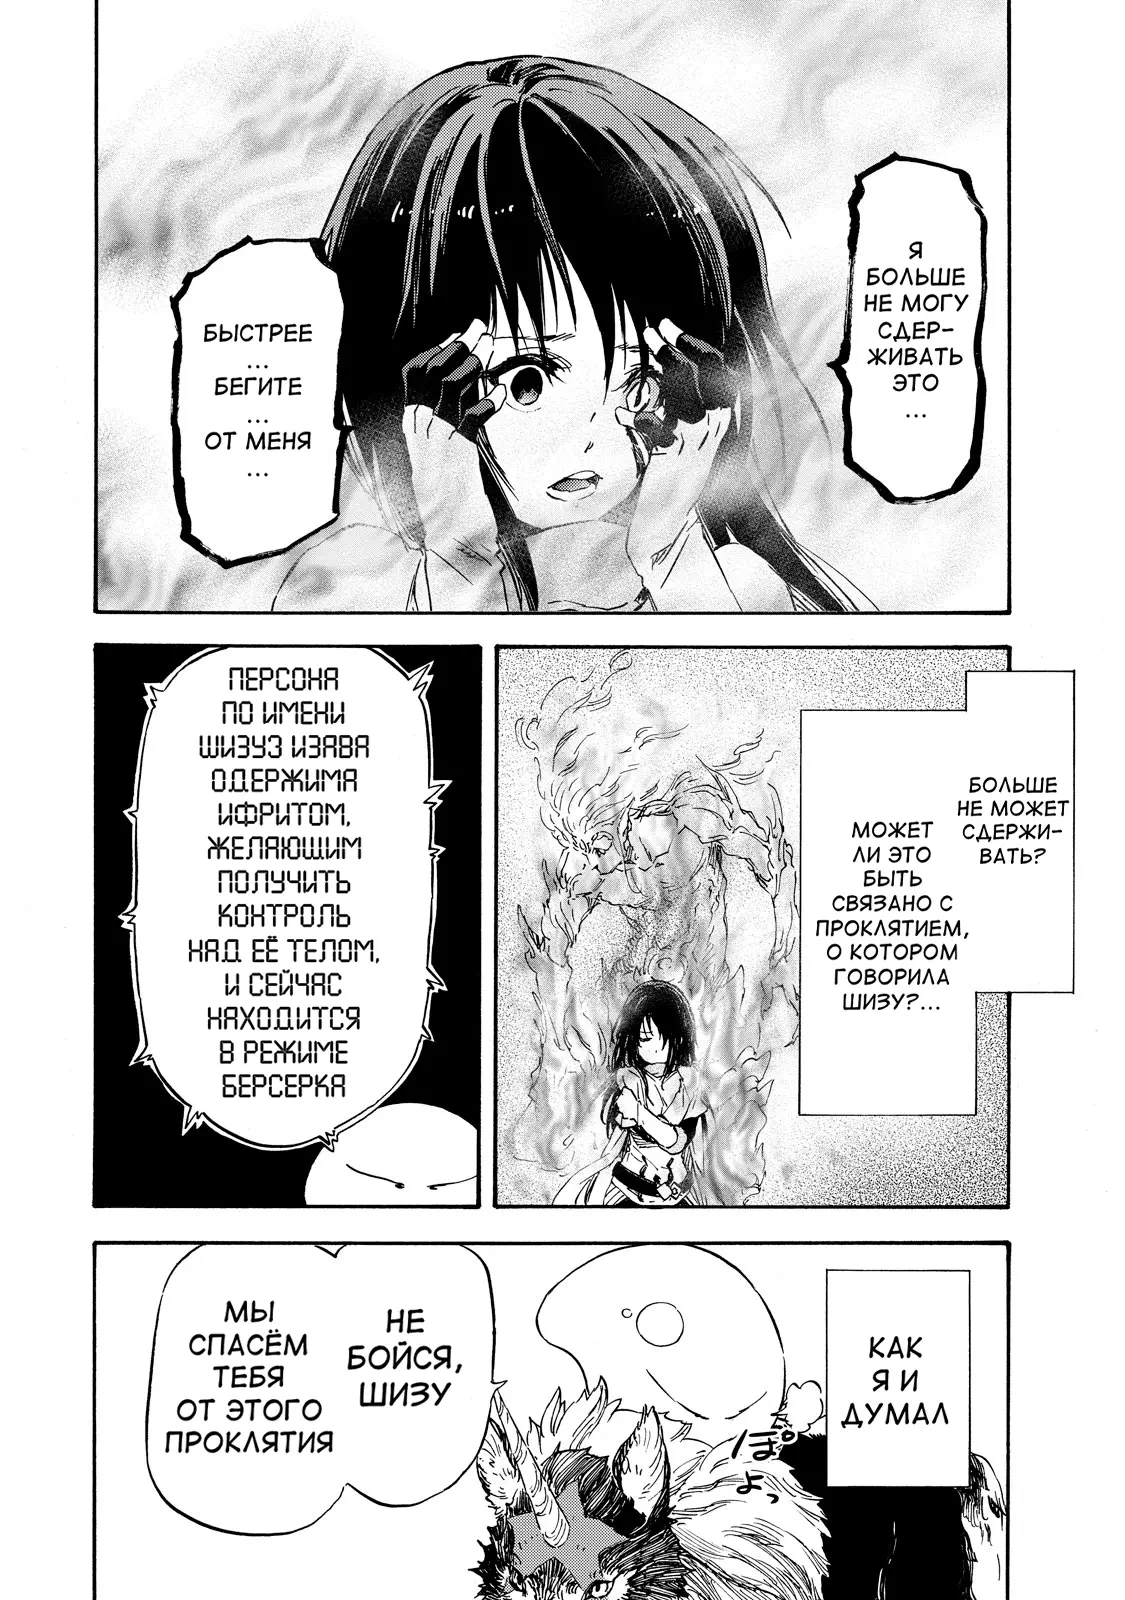 Я
БОЛЬШЕ
НЕ МОГУ
СДЕР-
ЖИВАТЬ
ЭТО
...
БЫСТРЕЕ
...
БЕГИТЕ
...
ОТ МЕНЯ
...
БОЛЬШЕ
НЕ МОЖЕТ
СДЕРЖИ-
ВАТЬ?
МОЖЕТ
ЛИ ЭТО
БЫТЬ
СВЯЗАНО С
ПРОКЛЯТИЕМ,
О КОТОРОМ
ГОВОРИЛА
ШИЗУ?...
ПЕРСОНА
ПО ИМЕНИ
ШИЗУЭ ИЗАВА
ОДЕРЖИМА
ИФРИТОМ,
ЖЕЛАЮЩИМ
ПОЛУЧИТЬ
КОНТРОЛЬ
НАД ЕЁ ТЕЛОМ,
И СЕЙЧАС
НАХОДИТСЯ
В РЕЖИМЕ
БЕРСЕРКА
КАК
Я И
ДУМАЛ
ぽよっ
НЕ
БОЙСЯ,
ШИЗУ
МЫ
СПАСЁМ
ТЕБЯ
ОТ ЭТОГО
ПРОКЛЯТИЯ